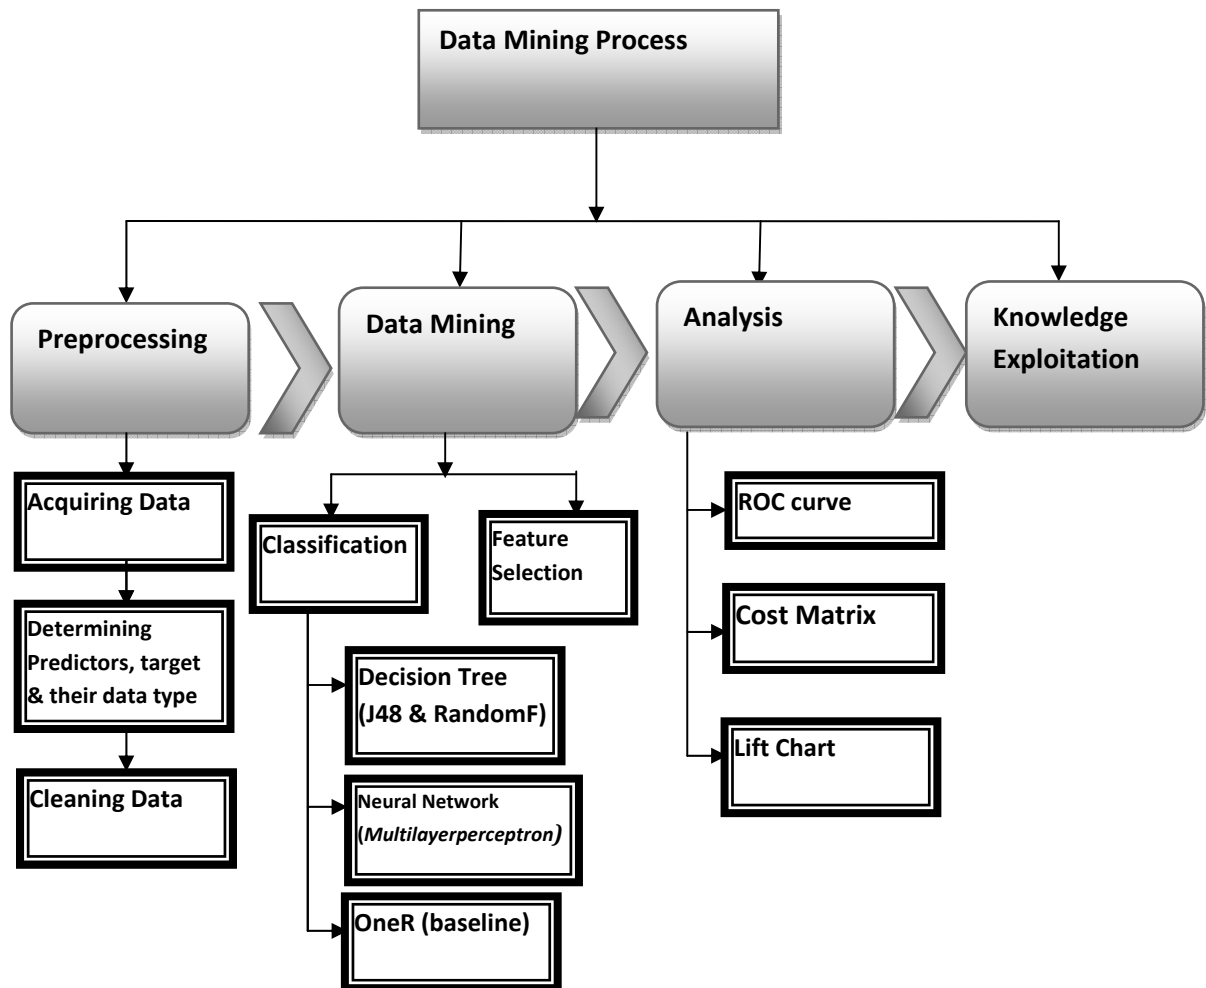 Data Mining Process
Preprocessing
Data Mining
Analysis
Knowledge
Exploitation
Acquiring Data
Determining
Predictors, target
& their data type
Cleaning Data
Classification
Feature
Selection
Decision Tree
(J48 & RandomF)
Neural Network
(Multilayerperceptron)
OneR (baseline)
ROC curve
Cost Matrix
Lift Chart